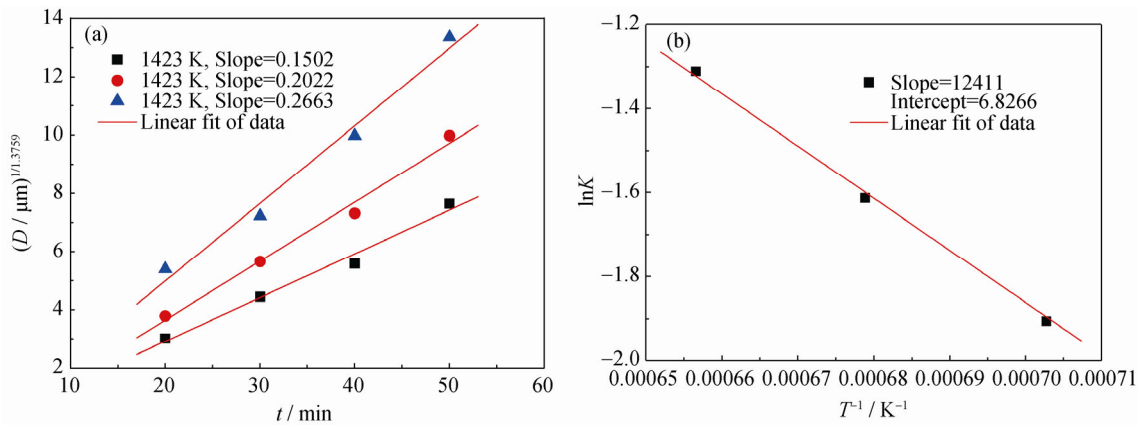 (a)
1423 K, Slope=0.1502
1423 K, Slope=0.2022
1423 K, Slope=0.2663
Linear fit of data
14
12
10
8
6
4
2
10
20
30
40
50
60
(D / μm)^1/1.3759
t / min
(b)
Slope=12411
Intercept=6.8266
Linear fit of data
−1.2
−1.4
−1.6
−1.8
−2.0
0.00065
0.00066
0.00067
0.00068
0.00069
0.00070
0.00071
lnK
T⁻¹ / K⁻¹